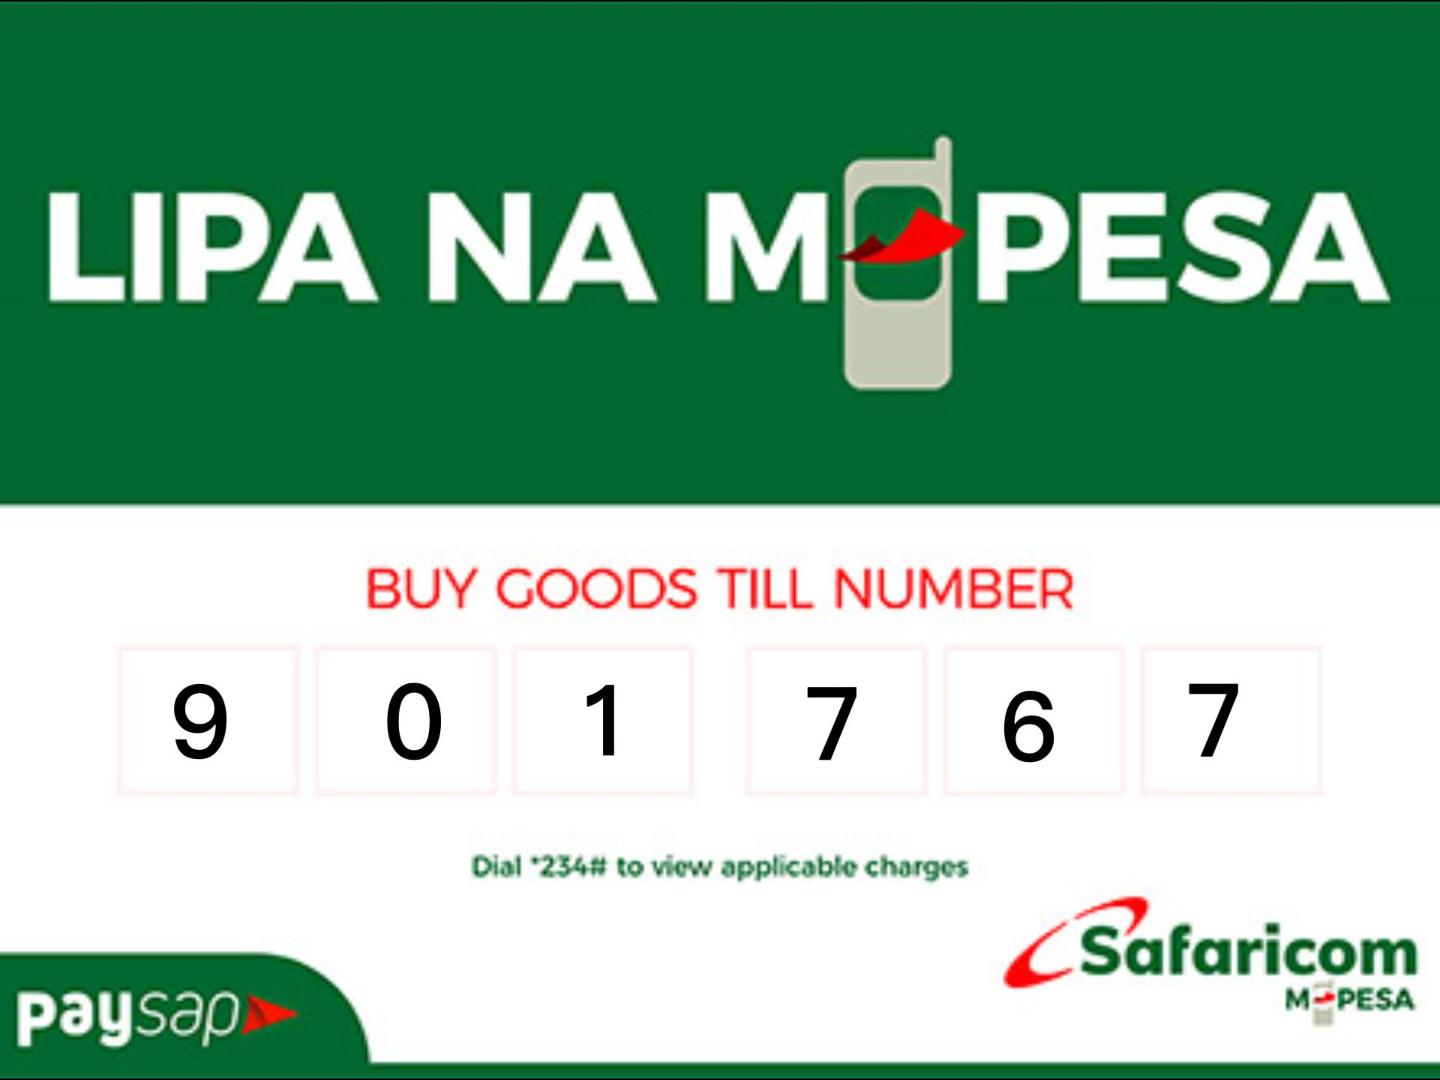 LIPA NA M PESA
BUY GOODS TILL NUMBER
9 0 1 7 6 7
Dial *234# to view applicable charges
Safaricom
M PESA
paysap